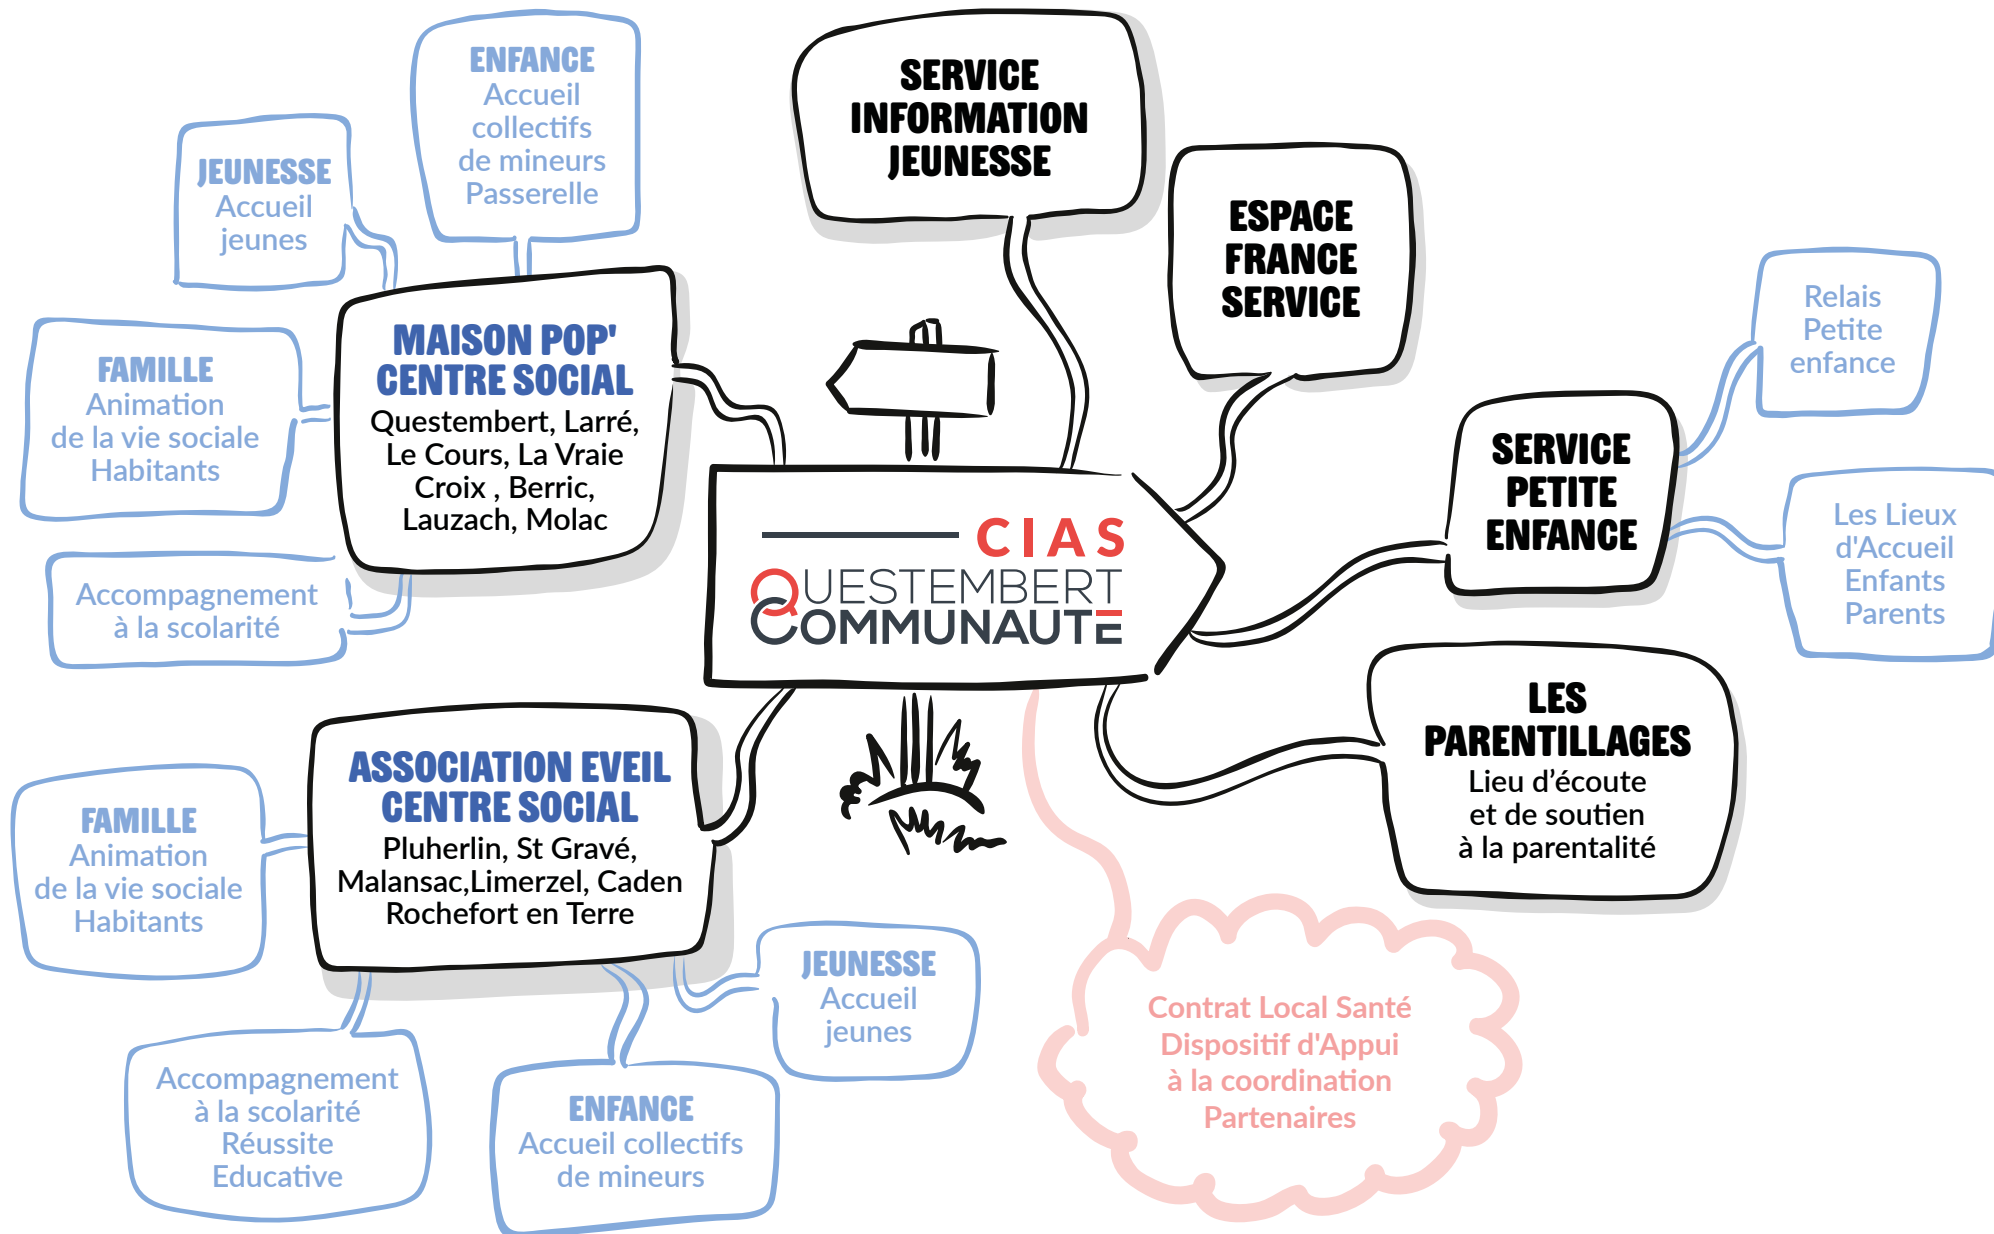 ENFANCE
Accueil
collectifs
de mineurs
Passerelle
JEUNESSE
Accueil
jeunes
SERVICE
INFORMATION
JEUNESSE
ESPACE
FRANCE
SERVICE
MAISON POP'
CENTRE SOCIAL
Questembert, Larré,
Le Cours, La Vraie
Croix , Berric,
Lauzach, Molac
FAMILLE
Animation
de la vie sociale
Habitants
Accompagnement
à la scolarité
Relais
Petite
enfance
SERVICE
PETITE
ENFANCE
Les Lieux
d'Accueil
Enfants
Parents
CIAS
QUESTEMBERT
COMMUNAUTÉ
LES
PARENTILLAGES
Lieu d’écoute
et de soutien
à la parentalité
ASSOCIATION EVEIL
CENTRE SOCIAL
Pluherlin, St Gravé,
Malansac,Limerzel, Caden
Rochefort en Terre
FAMILLE
Animation
de la vie sociale
Habitants
JEUNESSE
Accueil
jeunes
Accompagnement
à la scolarité
Réussite
Educative
ENFANCE
Accueil collectifs
de mineurs
Contrat Local Santé
Dispositif d'Appui
à la coordination
Partenaires